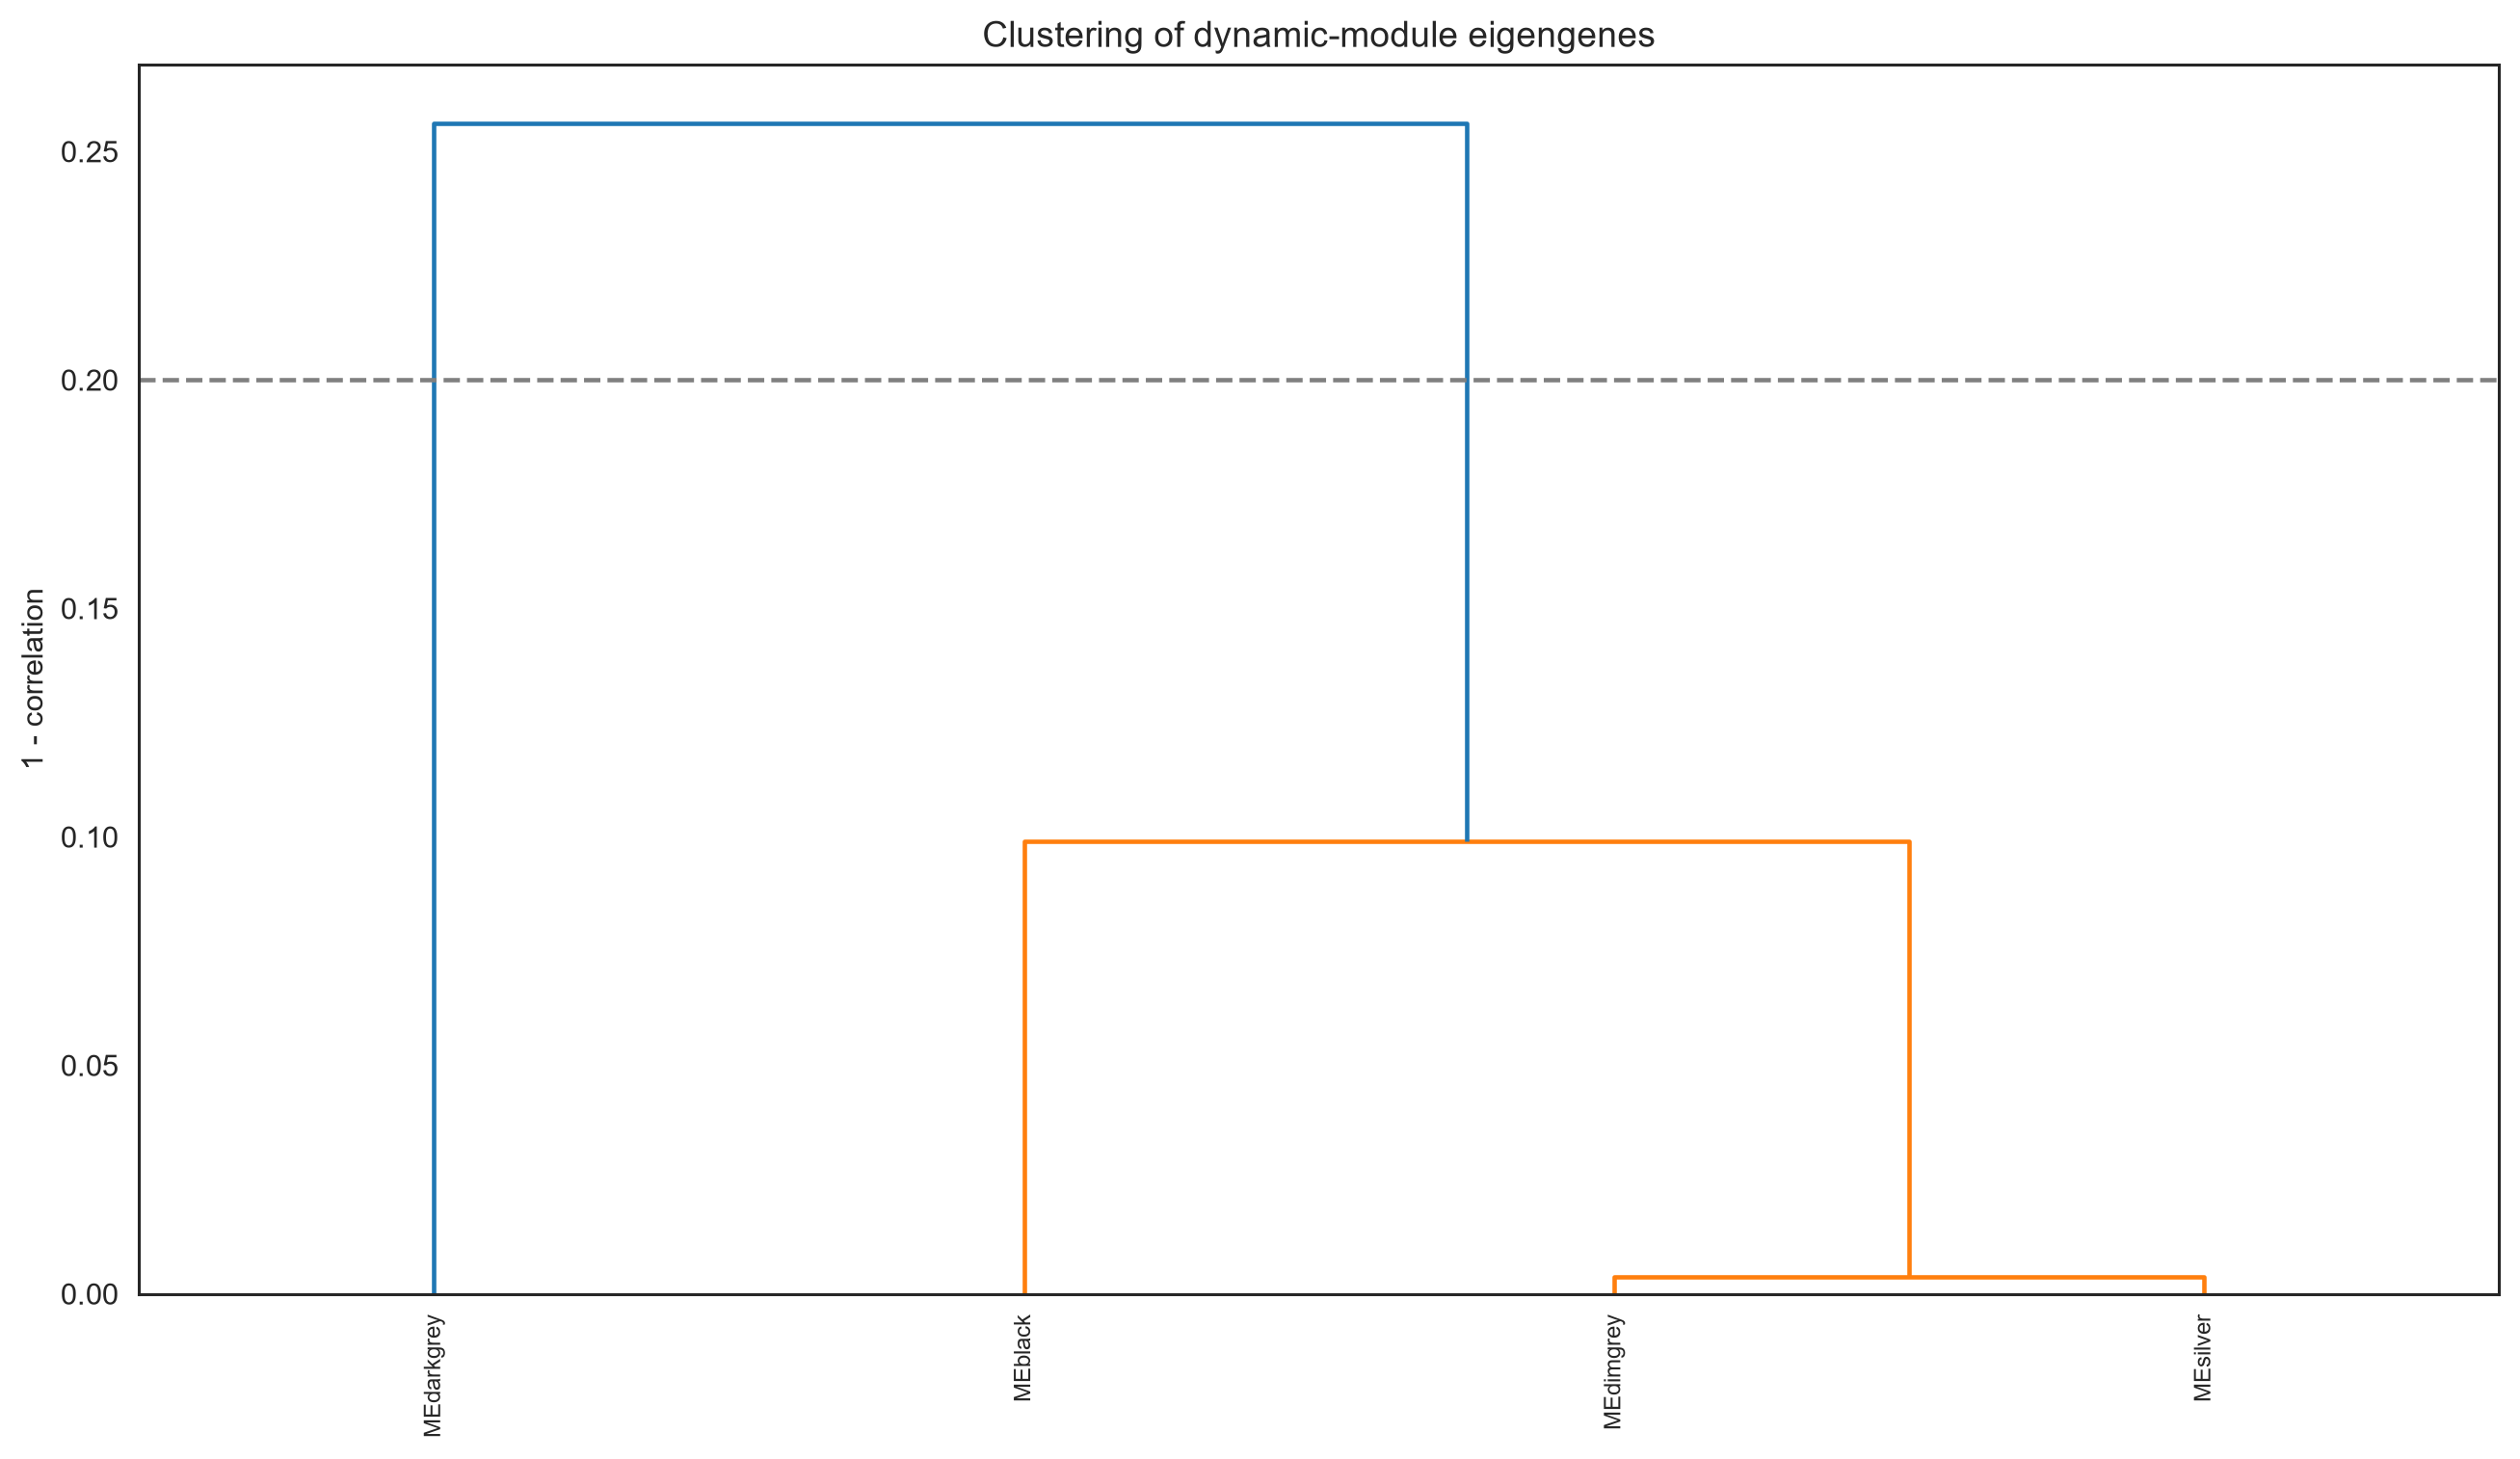 Clustering of dynamic-module eigengenes
0.25
0.20
0.15
0.10
0.05
0.00
1 - correlation
MEdarkgrey
MEblack
MEdimgrey
MEsilver